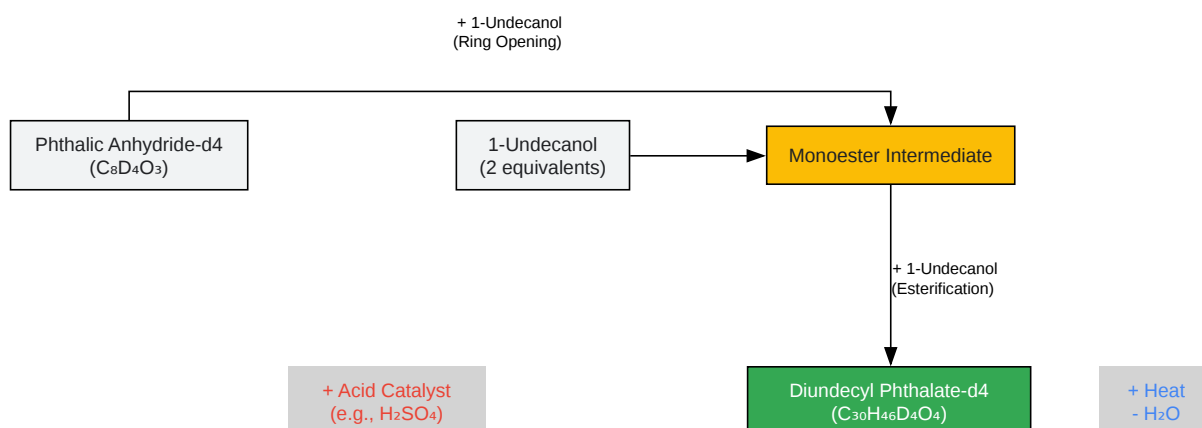 + 1-Undecanol
(Ring Opening)
Phthalic Anhydride-d4
(C₈D₄O₃)
1-Undecanol
(2 equivalents)
Monoester Intermediate
+ 1-Undecanol
(Esterification)
+ Acid Catalyst
(e.g., H₂SO₄)
Diundecyl Phthalate-d4
(C₃₀H₄₆D₄O₄)
+ Heat
- H₂O